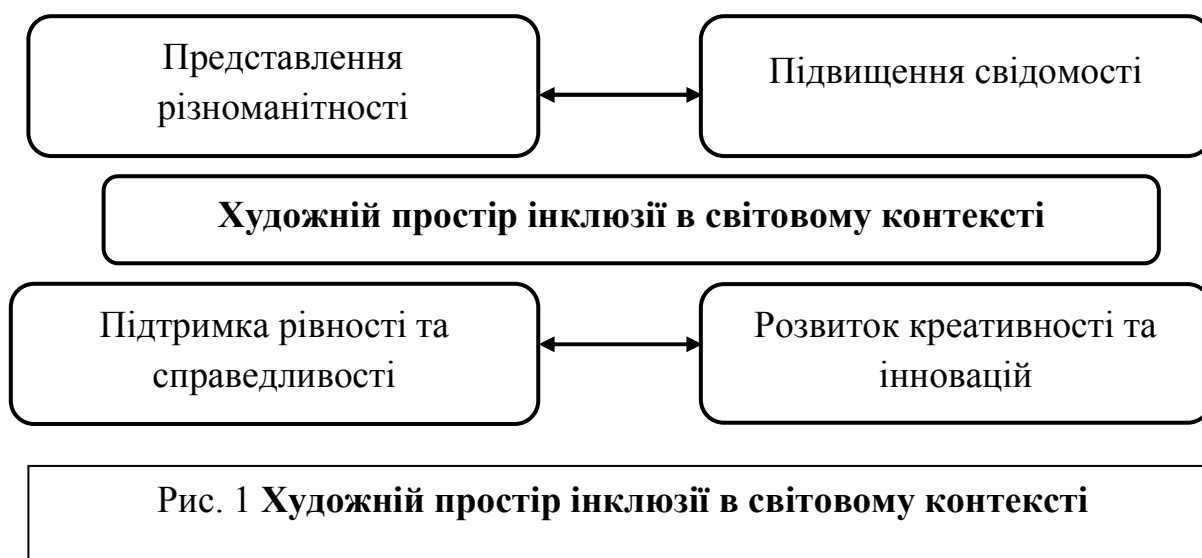 Представлення
різноманітності
Підвищення свідомості
Художній простір інклюзії в світовому контексті
Підтримка рівності та
справедливості
Розвиток креативності та
інновацій
Рис. 1 Художній простір інклюзії в світовому контексті